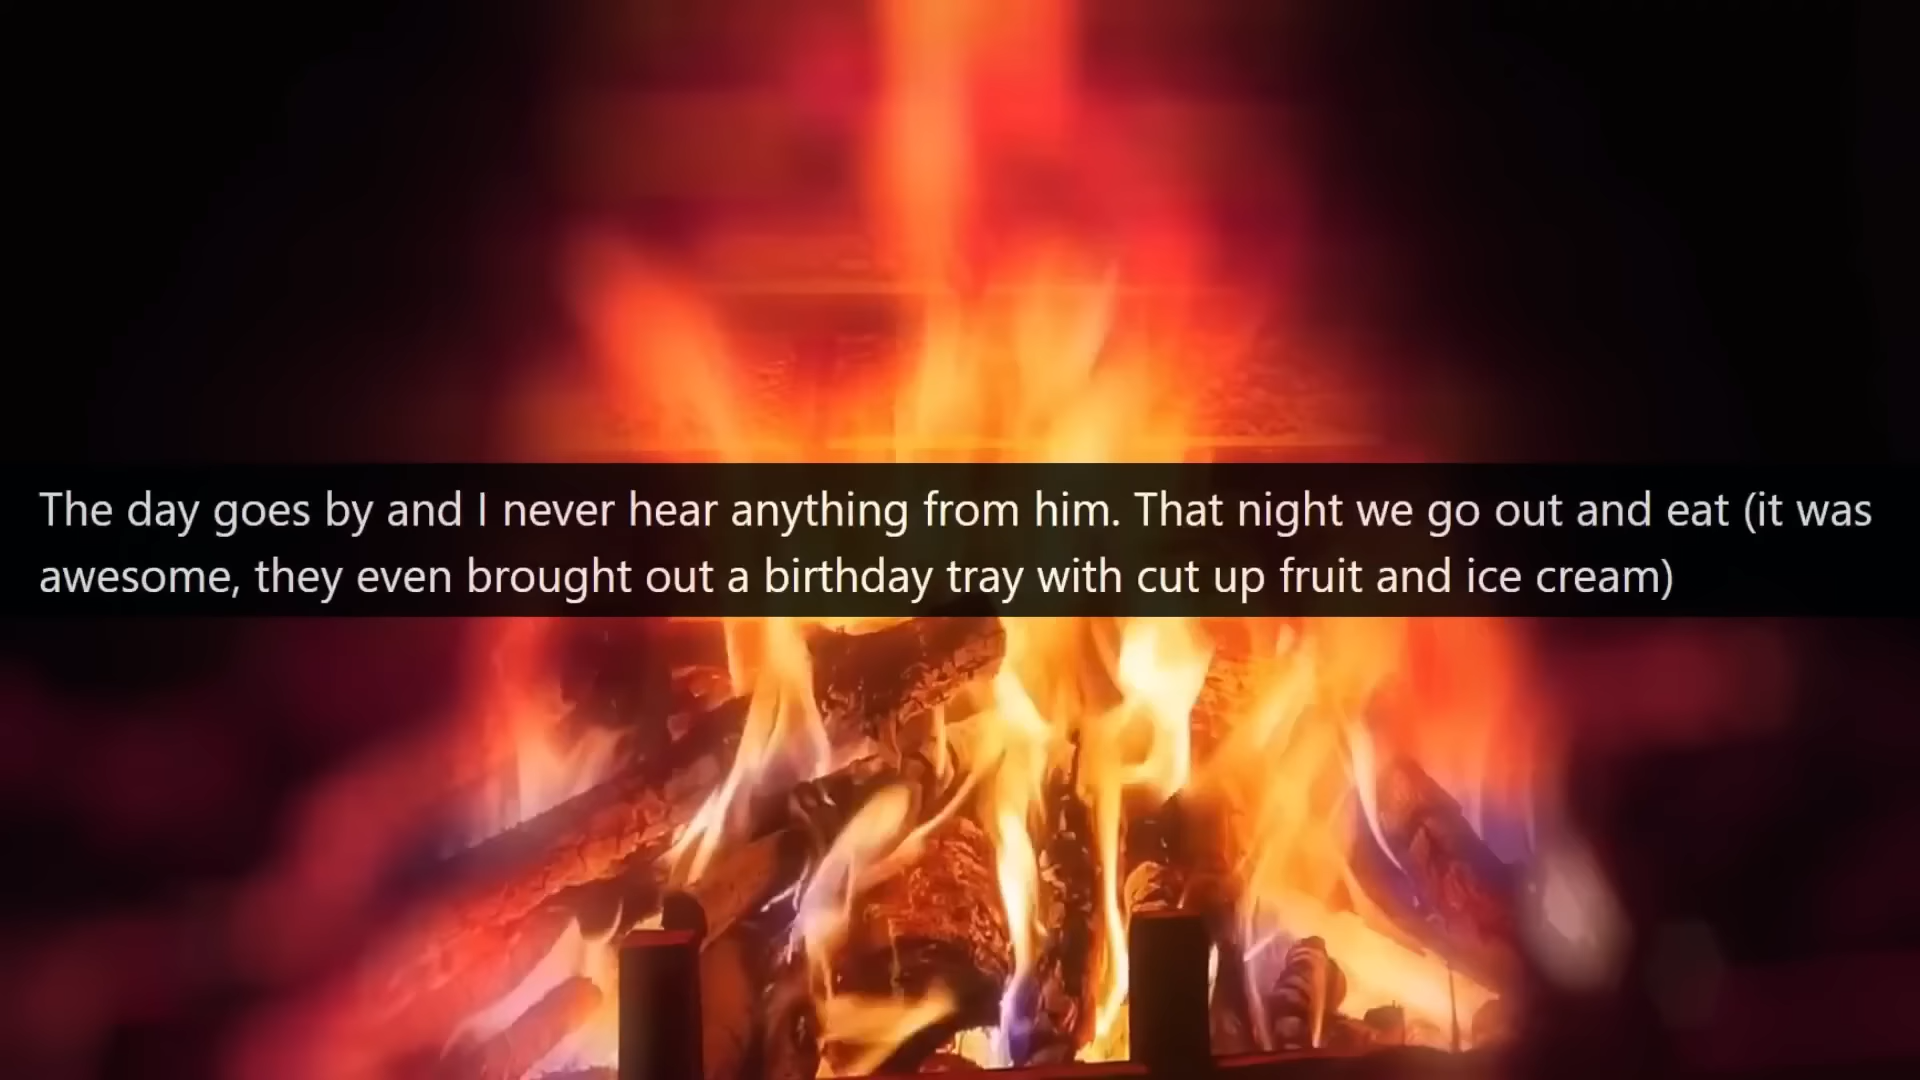 The day goes by and I never hear anything from him. That night we go out and eat (it was
awesome, they even brought out a birthday tray with cut up fruit and ice cream)